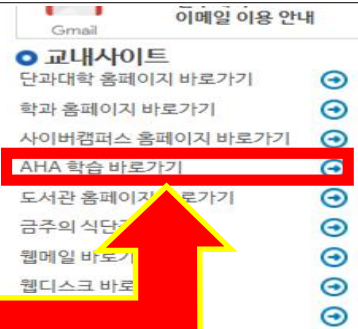 Gmail
이메일 이용 안내
교내사이트
단과대학 홈페이지 바로가기
학과 홈페이지 바로가기
사이버캠퍼스 홈페이지 바로가기
AHA 학습 바로가기
도서관 홈페이지
금주의 식단
웹메일 바로가
웹디스크 바로